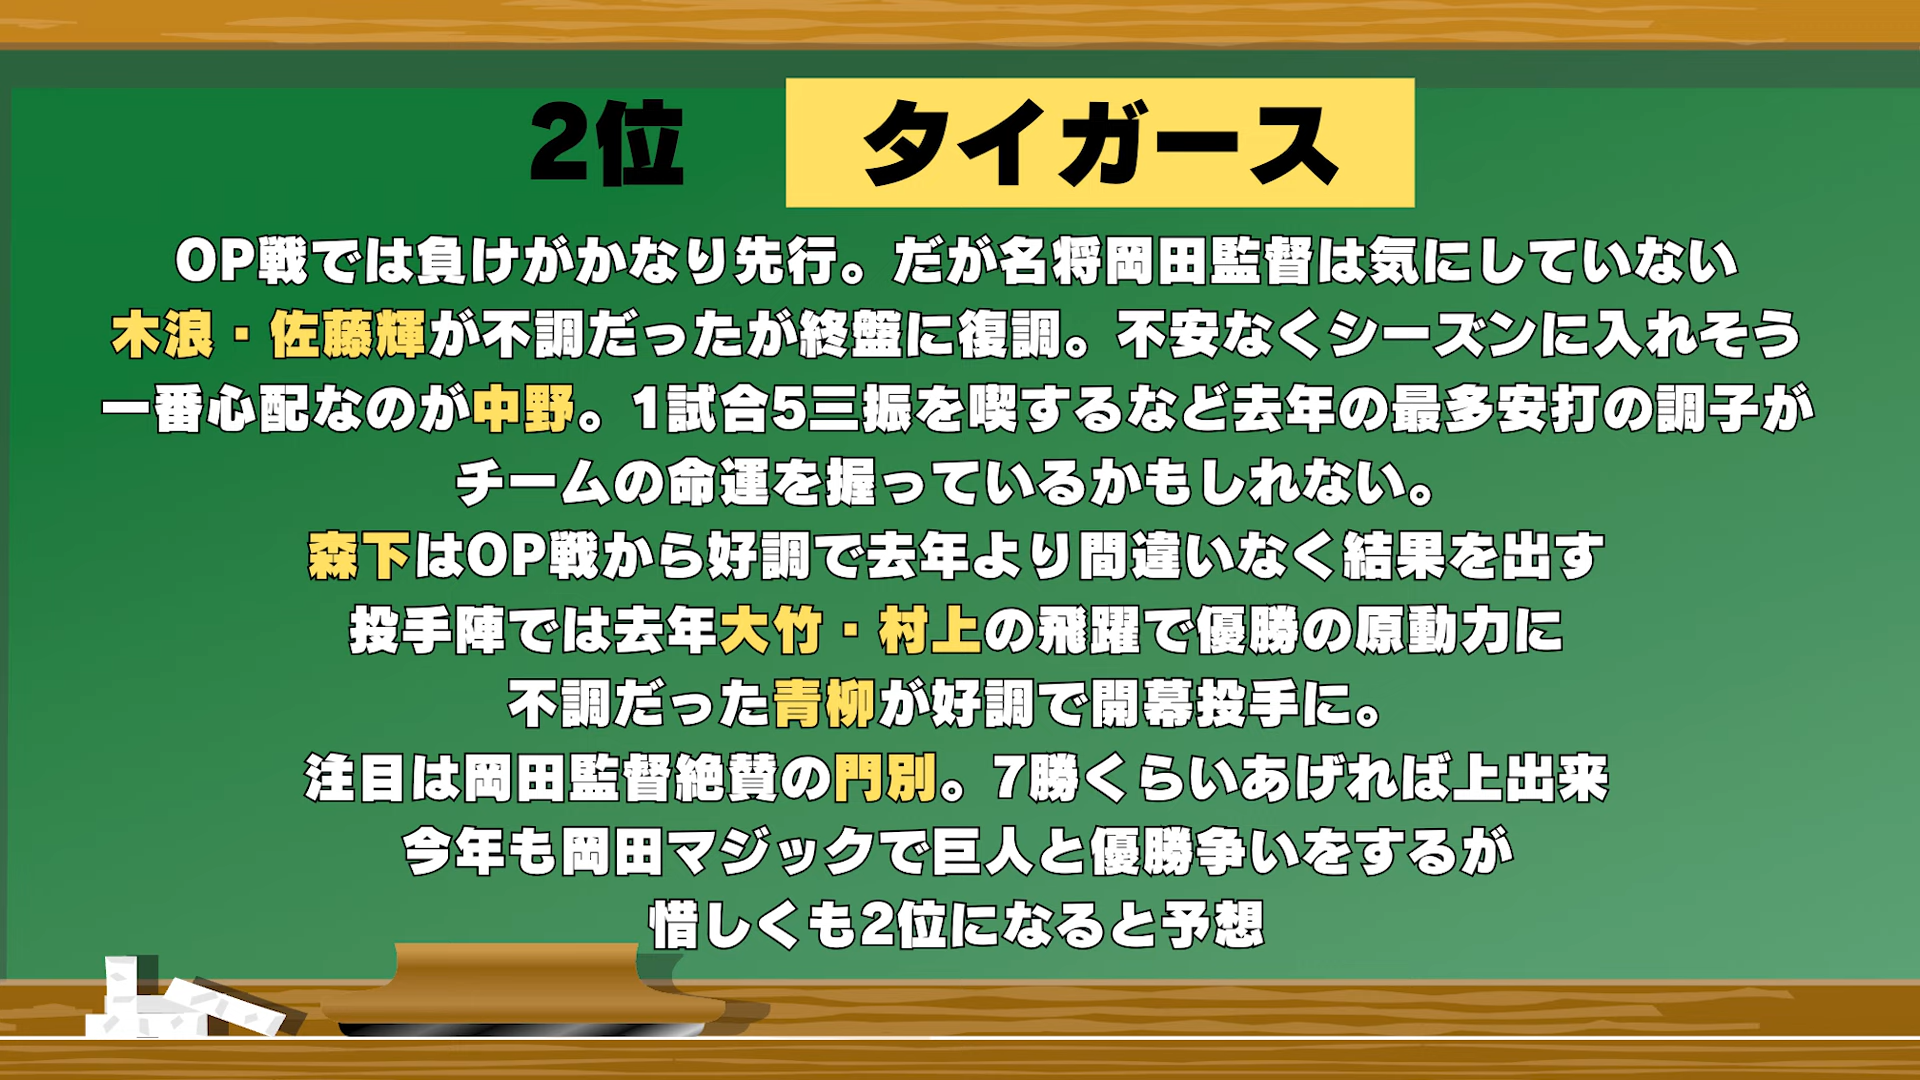 2位 タイガース
OP戦では負けがかなり先行。だが名将岡田監督は気にしていない
木浪・佐藤輝が不調だったが終盤に復調。不安なくシーズンに入れそう
一番心配なのが中野。1試合5三振を喫するなど去年の最多安打の調子が
チームの命運を握っているかもしれない。
森下はOP戦から好調で去年より間違いなく結果を出す
投手陣では去年大竹・村上の飛躍で優勝の原動力に
不調だった青柳が好調で開幕投手に。
注目は岡田監督絶賛の門別。7勝くらいあげれば上出来
今年も岡田マジックで巨人と優勝争いをするが
惜しくも2位になると予想